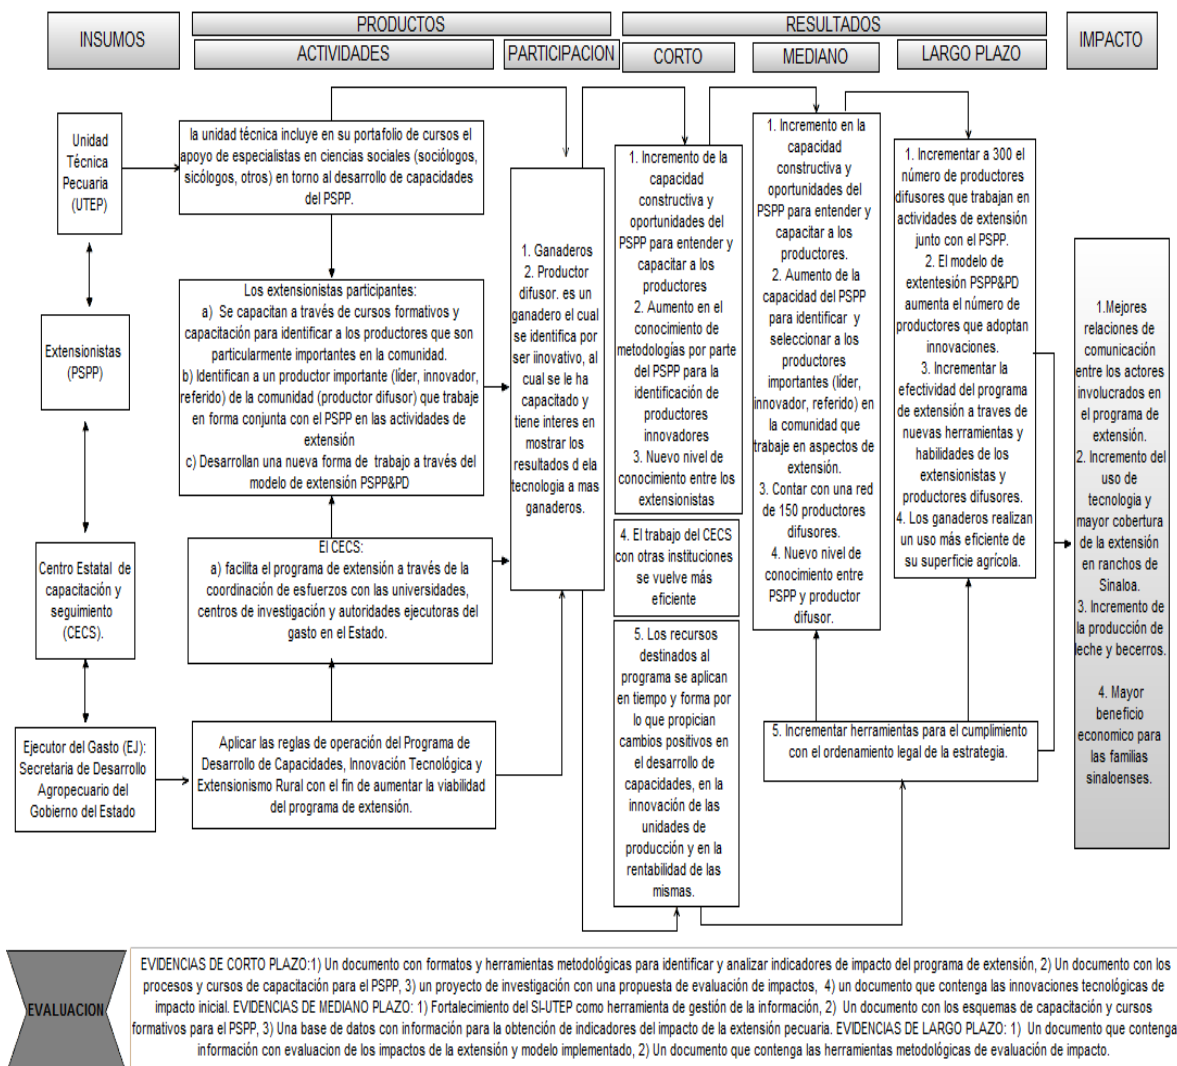 INSUMOS
PRODUCTOS
RESULTADOS
IMPACTO
ACTIVIDADES
PARTICIPACION
CORTO
MEDIANO
LARGO PLAZO
Unidad
Técnica
Pecuaria
(UTEP)
Extensionistas
(PSPP)
Centro Estatal de
capacitación y
seguimiento
(CECS).
Ejecutor del Gasto (EJ):
Secretaria de Desarrollo
Agropecuario del
Gobierno del Estado
la unidad técnica incluye en su portafolio de cursos el
apoyo de especialistas en ciencias sociales (sociólogos,
sicólogos, otros) en torno al desarrollo de capacidades
del PSPP.
Los extensionistas participantes:
a) Se capacitan a través de cursos formativos y
capacitación para identificar a los productores que son
particularmente importantes en la comunidad.
b) Identifican a un productor importante (líder, innovador,
referido) de la comunidad (productor difusor) que trabaje
en forma conjunta con el PSPP en las actividades de
extensión
c) Desarrollan una nueva forma de trabajo a través del
modelo de extensión PSPP&PD
El CECS:
a) facilita el programa de extensión a través de la
coordinación de esfuerzos con las universidades,
centros de investigación y autoridades ejecutoras del
gasto en el Estado.
Aplicar las reglas de operación del Programa de
Desarrollo de Capacidades, Innovación Tecnológica y
Extensionismo Rural con el fin de aumentar la viabilidad
del programa de extensión.
1. Ganaderos
2. Productor
difusor, es un
ganadero el cual
se identifica por
ser iinovativo, al
cual se le ha
capacitado y
tiene interes en
mostrar los
resultados d ela
tecnologia a mas
ganaderos.
1. Incremento de la
capacidad
constructiva y
oportunidades del
PSPP para entender y
capacitar a los
productores
2. Aumento en el
conocimiento de
metodologías por parte
del PSPP para la
identificación de
productores
innovadores
3. Nuevo nivel de
conocimiento entre los
extensionistas
4. El trabajo del CECS
con otras instituciones
se vuelve más
eficiente
5. Los recursos
destinados al
programa se aplican
en tiempo y forma por
lo que propician
cambios positivos en
el desarrollo de
capacidades, en la
innovación de las
unidades de
producción y en la
rentabilidad de las
mismas.
1. Incremento en la
capacidad
constructiva y
oportunidades del
PSPP para entender y
capacitar a los
productores.
2. Aumento de la
capacidad del PSPP
para identificar y
seleccionar a los
productores
importantes (líder,
innovador, referido) en
la comunidad que
trabaje en aspectos de
extensión.
3. Contar con una red
de 150 productores
difusores.
4. Nuevo nivel de
conocimiento entre
PSPP y productor
difusor.
1. Incrementar a 300 el
número de productores
difusores que trabajan en
actividades de extensión
junto con el PSPP.
2. El modelo de
extentesión PSPP&PD
aumenta el número de
productores que adoptan
innovaciones.
3. Incrementar la
efectividad del programa
de extensión a traves de
nuevas herramientas y
habilidades de los
extensionistas y
productores difusores.
4. Los ganaderos realizan
un uso más eficiente de
su superficie agrícola.
5. Incrementar herramientas para el cumplimiento
con el ordenamiento legal de la estrategia.
1.Mejores
relaciones de
comunicación
entre los actores
involucrados en
el programa de
extensión.
2. Incremento del
uso de
tecnología y
mayor cobertura
de la extensión
en ranchos de
Sinaloa.
3. Incremento de
la producción de
leche y becerros.
4. Mayor
beneficio
economico para
las familias
sinaloenses.
EVALUACION
EVIDENCIAS DE CORTO PLAZO:1) Un documento con formatos y herramientas metodológicas para identificar y analizar indicadores de impacto del programa de extensión, 2) Un documento con los
procesos y cursos de capacitación para el PSPP, 3) un proyecto de investigación con una propuesta de evaluación de impactos, 4) un documento que contenga las innovaciones tecnológicas de
impacto inicial. EVIDENCIAS DE MEDIANO PLAZO: 1) Fortalecimiento del SI-UTEP como herramienta de gestión de la información, 2) Un documento con los esquemas de capacitación y cursos
formativos para el PSPP, 3) Una base de datos con información para la obtención de indicadores del impacto de la extensión pecuaria. EVIDENCIAS DE LARGO PLAZO: 1) Un documento que contenga
información con evaluacion de los impactos de la extensión y modelo implementado, 2) Un documento que contenga las herramientas metodológicas de evaluación de impacto.